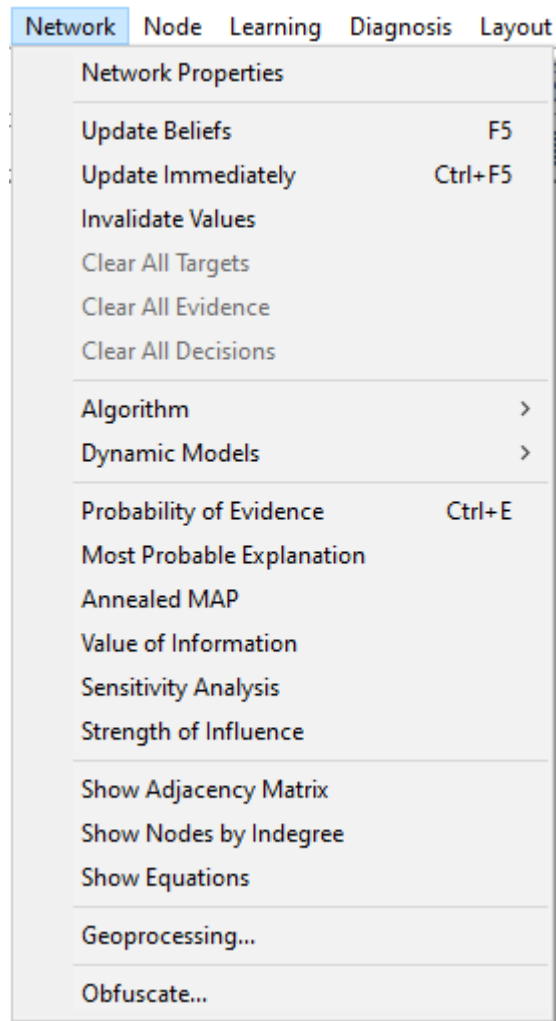 Network Node Learning Diagnosis Layout
Network Properties
Update Beliefs F5
Update Immediately Ctrl+F5
Invalidate Values
Clear All Targets
Clear All Evidence
Clear All Decisions
Algorithm >
Dynamic Models >
Probability of Evidence Ctrl+E
Most Probable Explanation
Annealed MAP
Value of Information
Sensitivity Analysis
Strength of Influence
Show Adjacency Matrix
Show Nodes by Indegree
Show Equations
Geoprocessing...
Obfuscate...